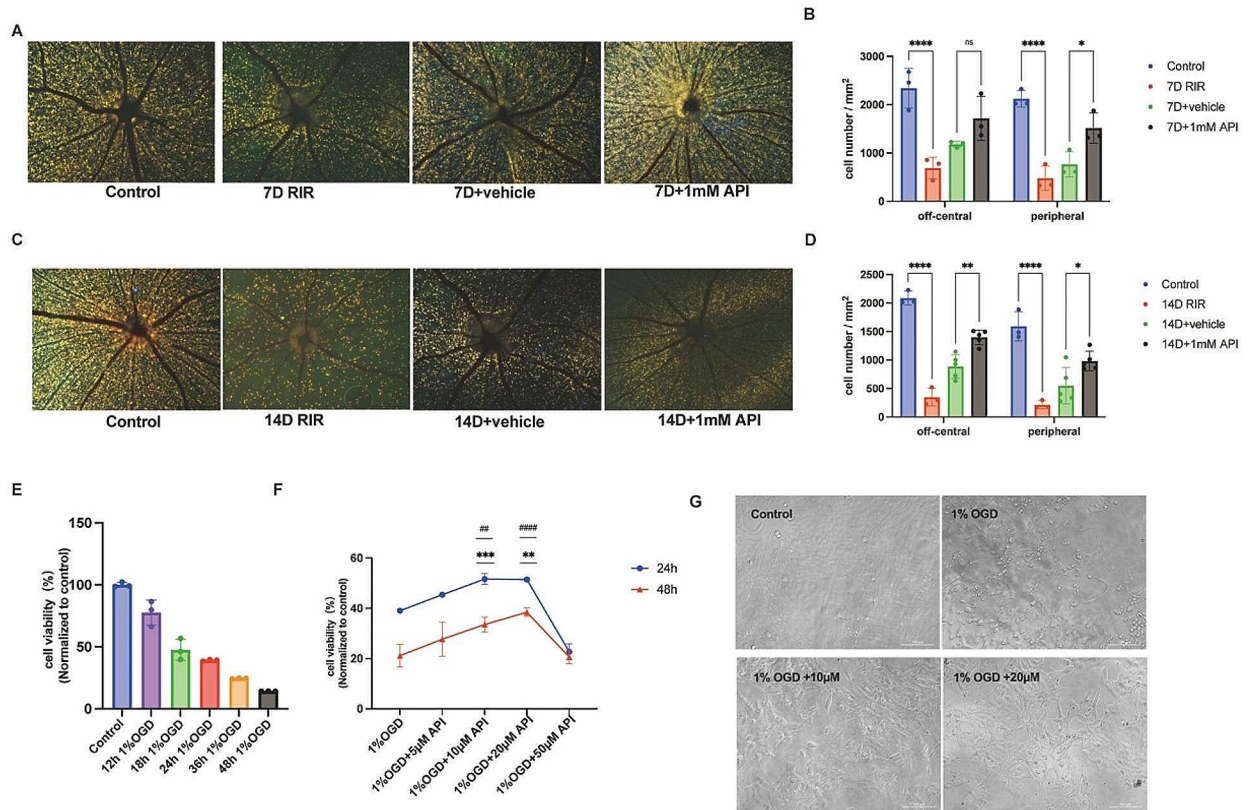 A
Control
7D RIR
7D+vehicle
7D+1mM API
B
cell number / mm²
3000
2000
1000
0
****
ns
****
*
off-central
peripheral
Control
7D RIR
7D+vehicle
7D+1mM API
C
Control
14D RIR
14D+vehicle
14D+1mM API
D
cell number / mm²
2500
2000
1500
1000
500
0
****
**
****
*
off-central
peripheral
Control
14D RIR
14D+vehicle
14D+1mM API
E
cell viability (%)
(Normalized to control)
150
100
50
0
Control
12h 1%OGD
18h 1%OGD
24h 1%OGD
36h 1%OGD
48h 1%OGD
F
cell viability (%)
(Normalized to control)
60
40
20
0
##
####
***
**
1%OGD
1%OGD+5μM API
1%OGD+10μM API
1%OGD+20μM API
1%OGD+50μM API
24h
48h
G
Control
1% OGD
1% OGD +10μM
1% OGD +20μM